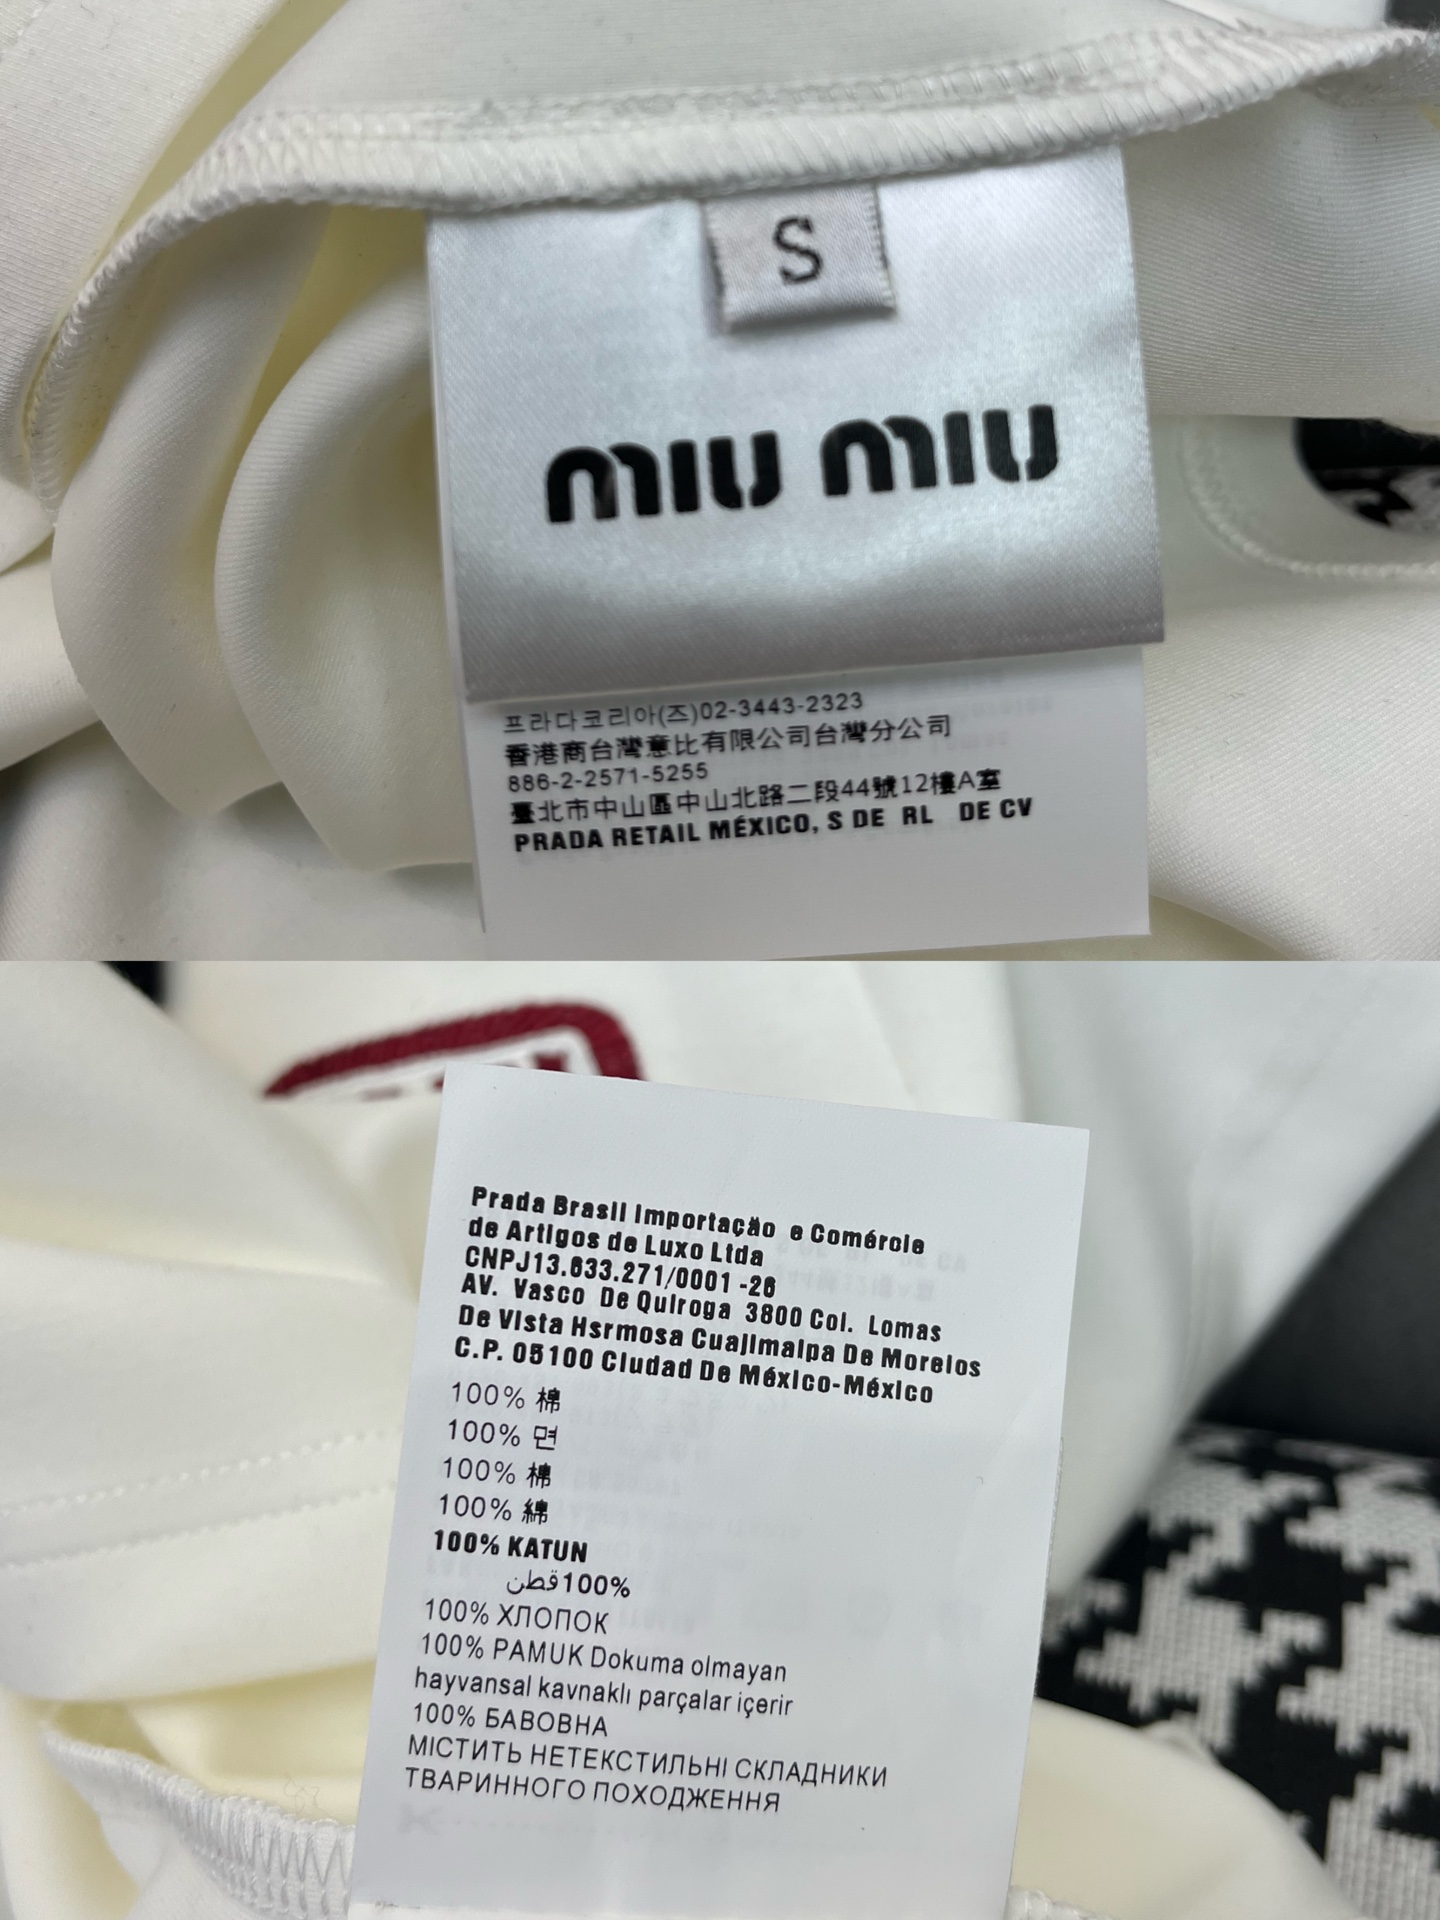 S
miu miu
프라다코리아(즈)02-3443-2323
香港商台灣意比有限公司台灣分公司
886-2-2571-5255
臺北市中山區中山北路二段44號12樓A室
PRADA RETAIL MÉXICO, S DE RL DE CV
Prada Brasil Importação e Comércie
de Artigos de Luxo Ltda
CNPJ13.633.271/0001 -26
AV. Vasco De Quiroga 3800 Col. Lomas
De Vista Hsrmosa Cuajimalpa De Morelos
C.P. 05100 Ciudad De México-México
100% 棉
100% 면
100% 棉
100% 綿
100% KATUN
100%قطن
100% ХЛОПОК
100% PAMUK Dokuma olmayan
hayvansal kavnaklı parçalar içerir
100% БАВОВНА
МІСТИТЬ НЕТЕКСТИЛЬНІ СКЛАДНИКИ
ТВАРИННОГО ПОХОДЖЕННЯ